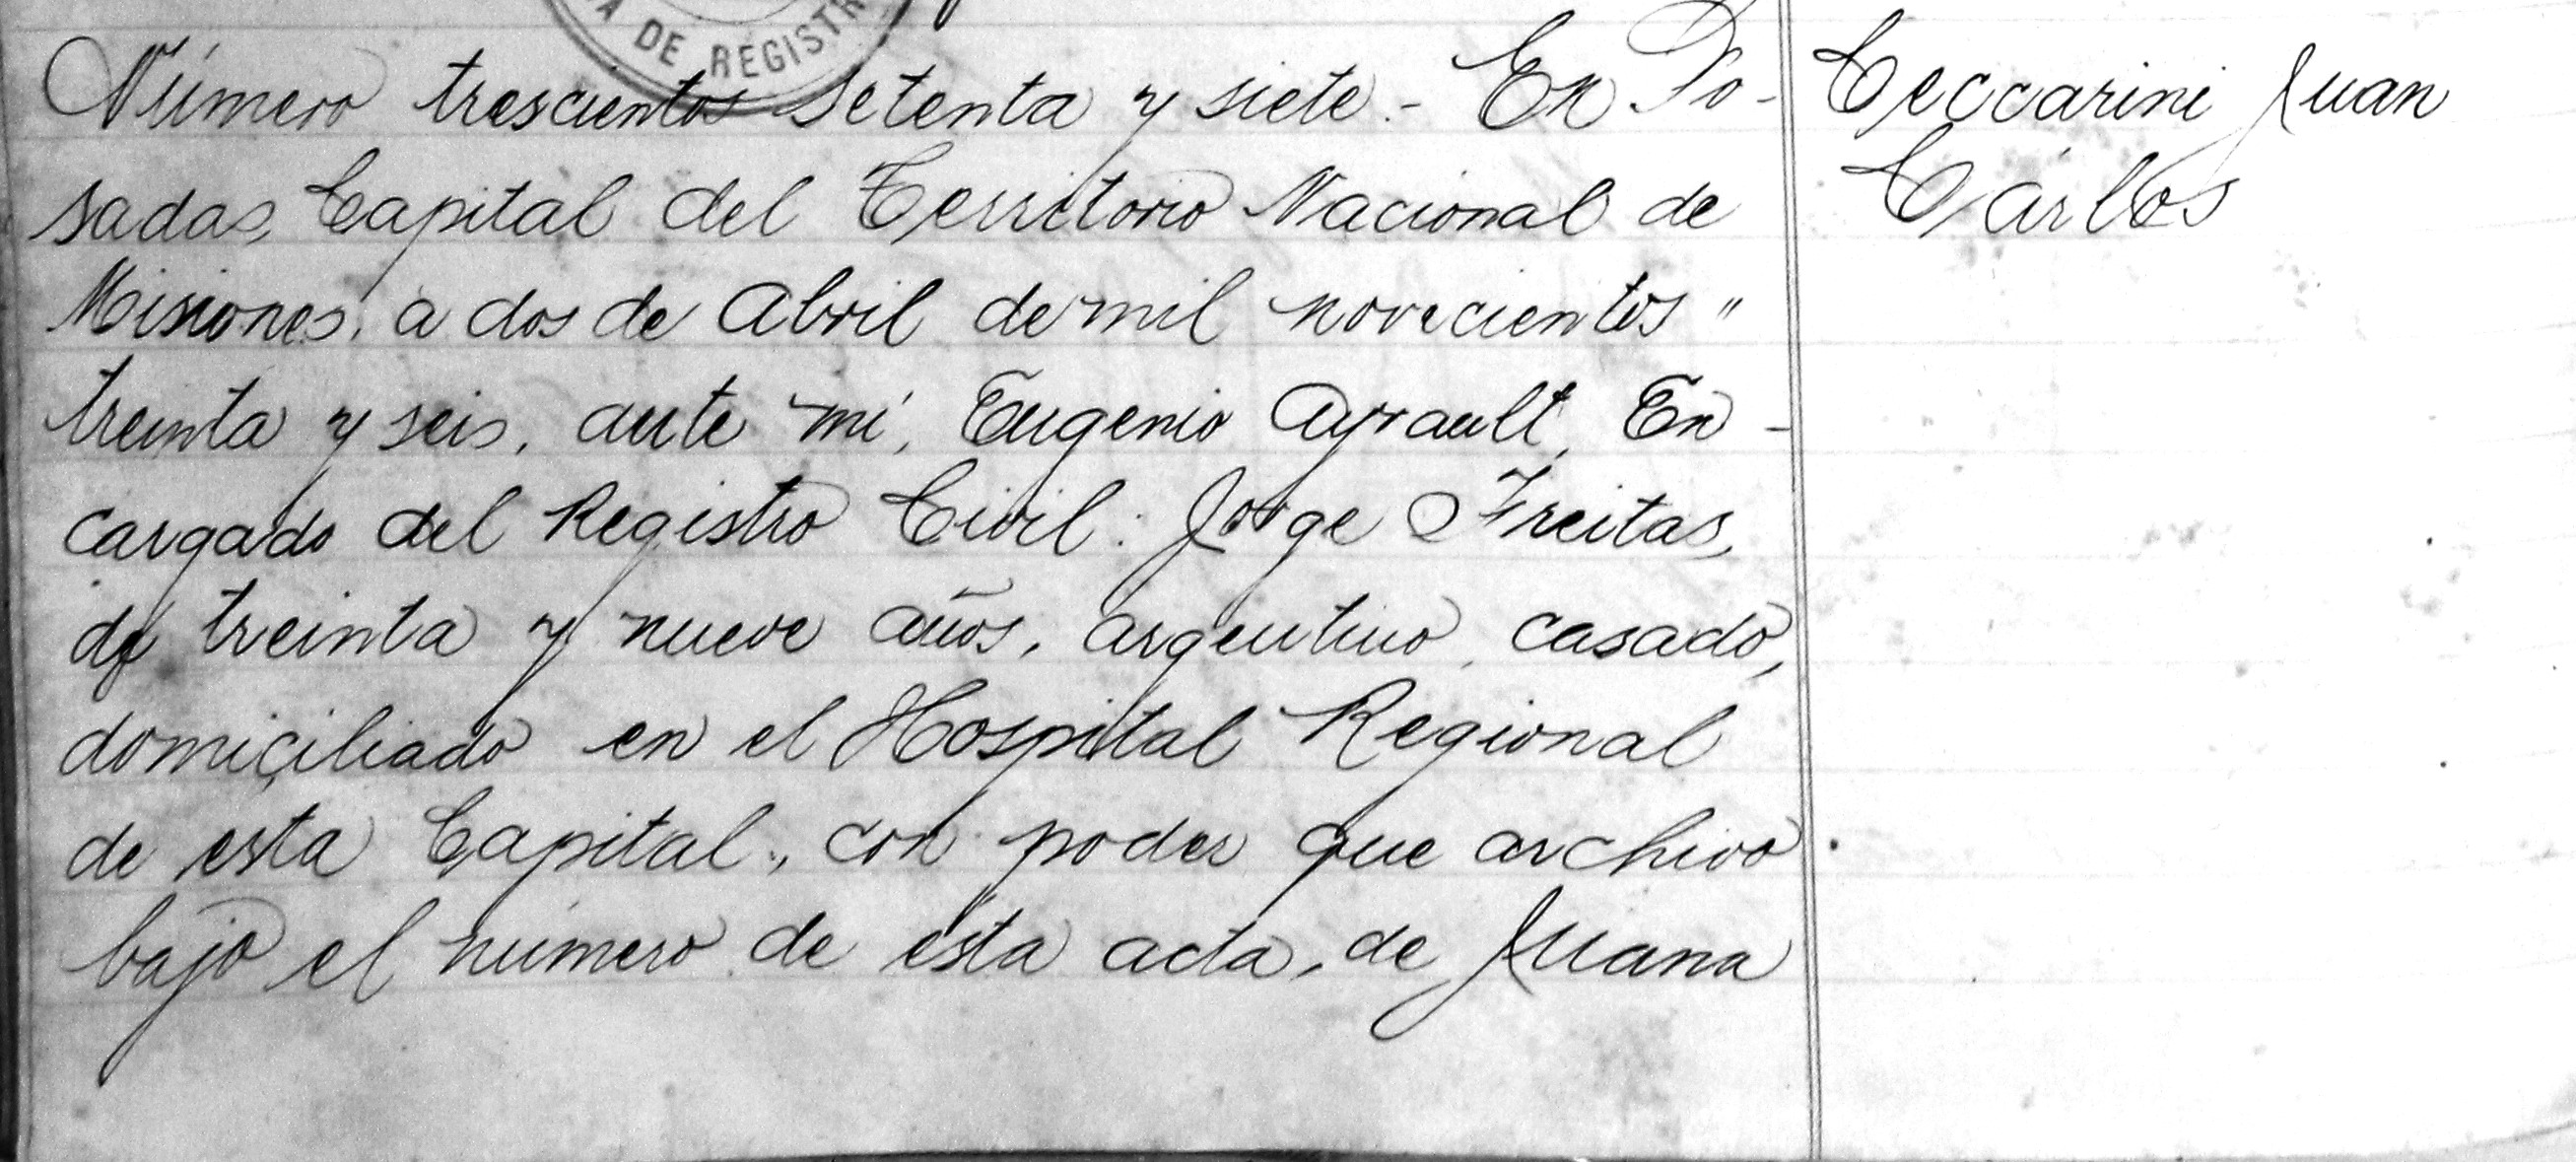 A DE REGISTR
Número trescientos setenta y siete.- En Po-
sadas, Capital del Territorio Nacional de
Misiones, a dos de Abril de mil novecientos "
treinta y seis, ante mí, Eugenio Ayrault, En-
cargado del Registro Civil: Jorge Freitas,
de treinta y nueve años, argentino, casado,
domiciliado en el Hospital Regional
de esta Capital., con poder que archivo
bajo el número de esta acta, de Juana
Ceccarini Juan
Carlos